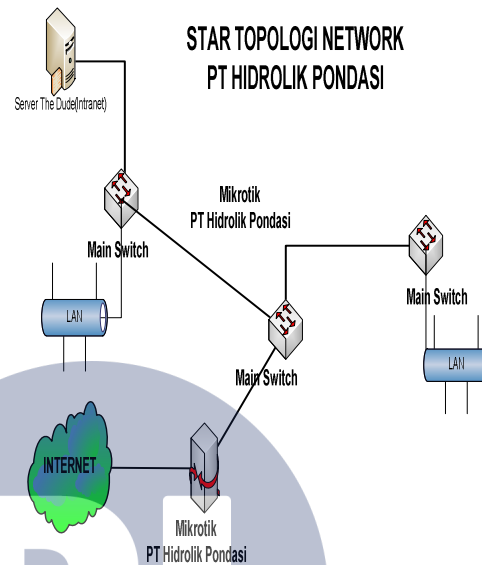 STAR TOPOLOGI NETWORK
PT HIDROLIK PONDASI
Server The Dude(Intranet)
Mikrotik
PT Hidrolik Pondasi
Main Switch
Main Switch
LAN
LAN
Main Switch
INTERNET
Mikrotik
PT Hidrolik Pondasi